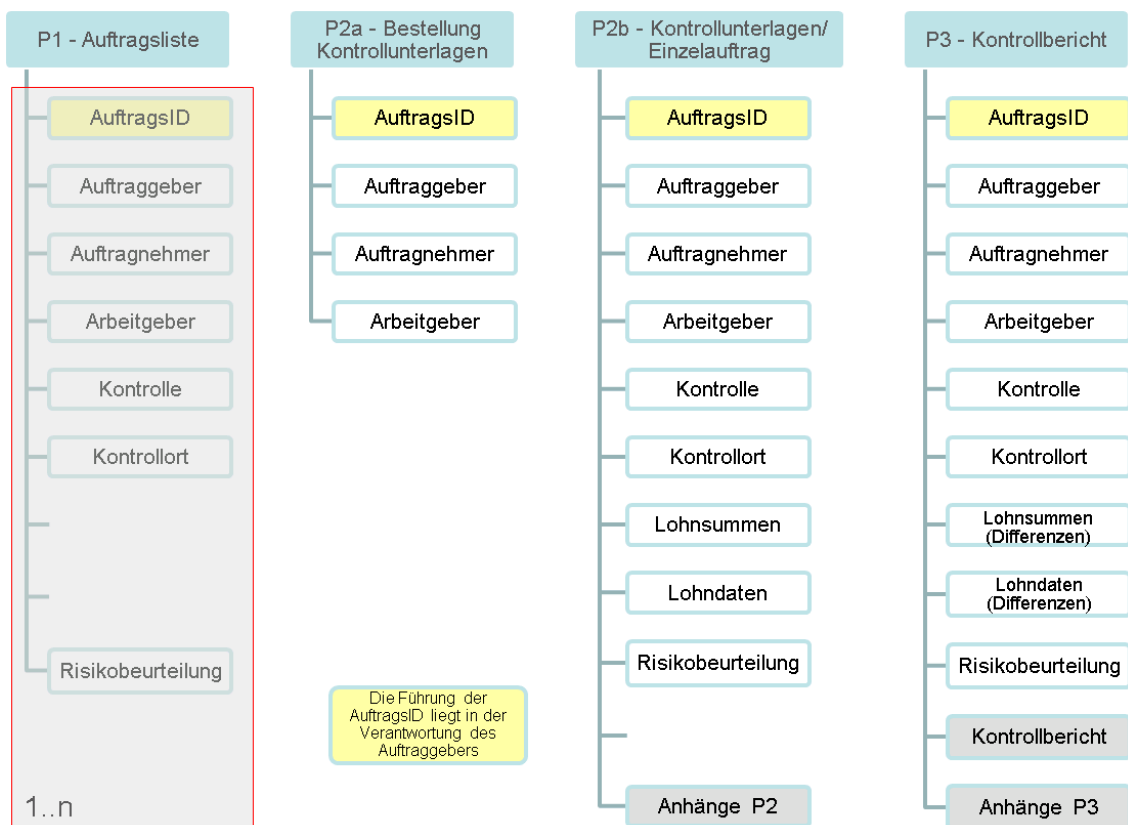 P1 - Auftragsliste
AuftragsID
Auftraggeber
Auftragnehmer
Arbeitgeber
Kontrolle
Kontrollort
Risikobeurteilung
1..n
P2a - Bestellung
Kontrollunterlagen
AuftragsID
Auftraggeber
Auftragnehmer
Arbeitgeber
Die Führung der
AuftragsID liegt in der
Verantwortung des
Auftraggebers
P2b - Kontrollunterlagen/
Einzelauftrag
AuftragsID
Auftraggeber
Auftragnehmer
Arbeitgeber
Kontrolle
Kontrollort
Lohnsummen
Lohndaten
Risikobeurteilung
Anhänge P2
P3 - Kontrollbericht
AuftragsID
Auftraggeber
Auftragnehmer
Arbeitgeber
Kontrolle
Kontrollort
Lohnsummen
(Differenzen)
Lohndaten
(Differenzen)
Risikobeurteilung
Kontrollbericht
Anhänge P3